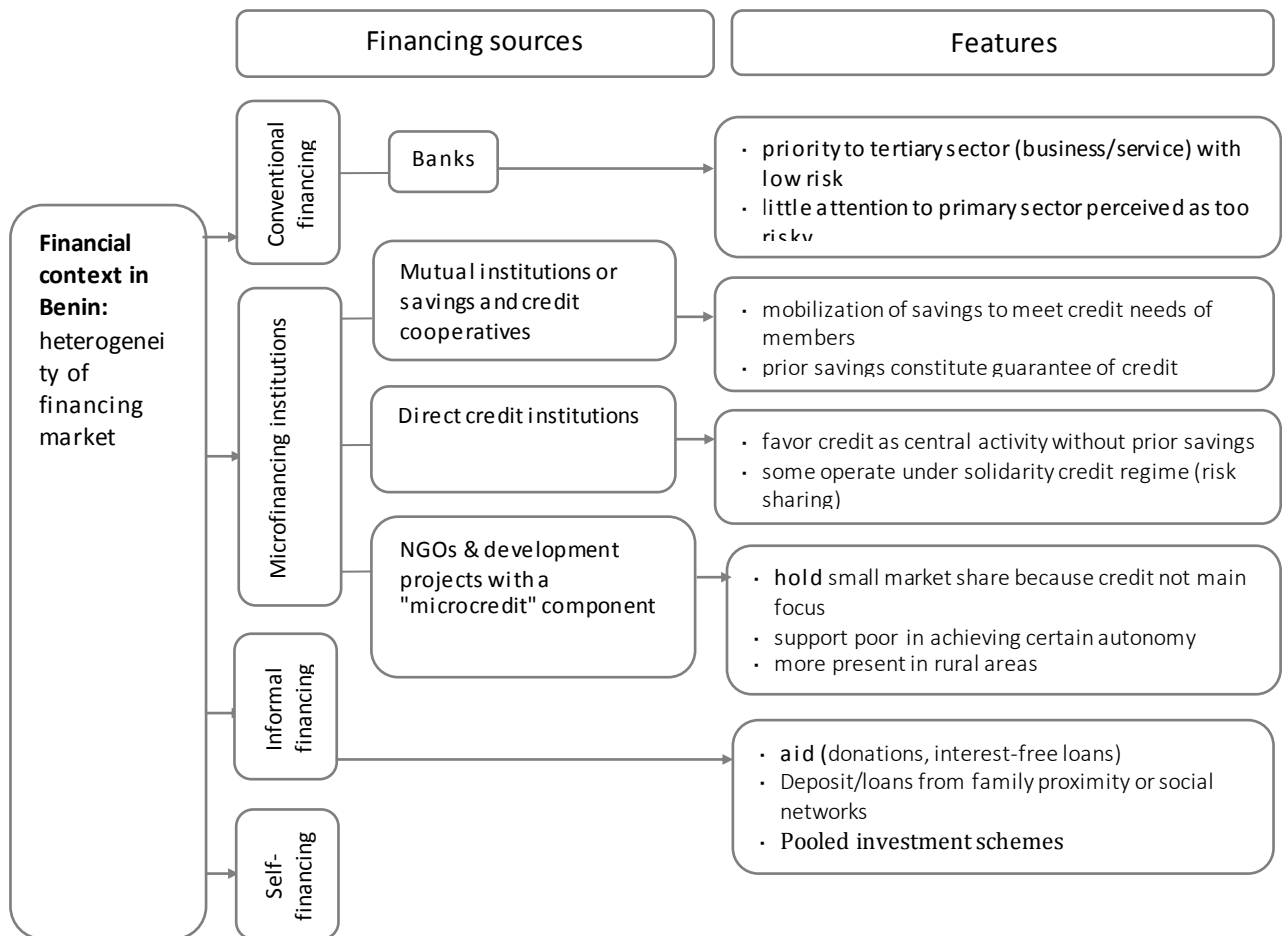 Financing sources
Features
Financial
context in
Benin:
heterogenei
ty of
financing
market
Conventional
financing
Banks
· priority to tertiary sector (business/service) with
low risk
· little attention to primary sector perceived as too
risky
Microfinancing institutions
Mutual institutions or
savings and credit
cooperatives
· mobilization of savings to meet credit needs of
members
· prior savings constitute guarantee of credit
Direct credit institutions
· favor credit as central activity without prior savings
· some operate under solidarity credit regime (risk
sharing)
NGOs & development
projects with a
"microcredit" component
· hold small market share because credit not main
focus
· support poor in achieving certain autonomy
· more present in rural areas
Informal
financing
· aid (donations, interest-free loans)
· Deposit/loans from family proximity or social
networks
· Pooled investment schemes
Self-
financing